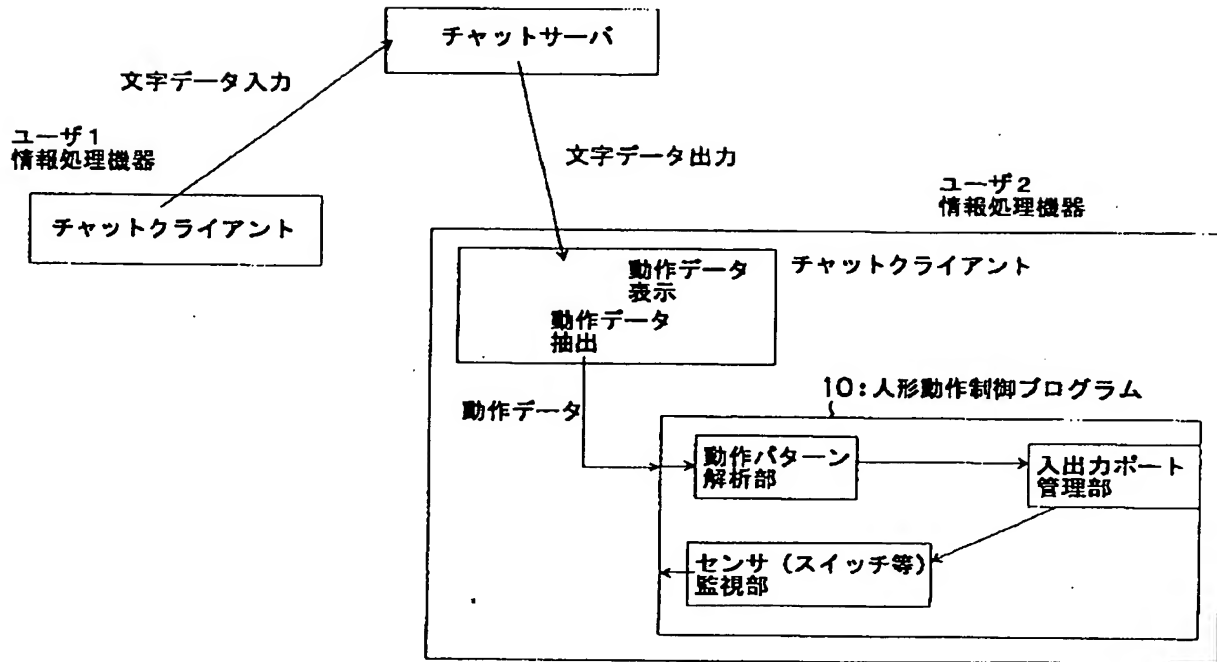 チャットサーバ
文字データ入力
ユーザ1
情報処理機器
文字データ出力
チャットクライアント
ユーザ2
情報処理機器
チャットクライアント
動作データ
表示
動作データ
抽出
10:人形動作制御プログラム
動作データ
動作パターン
解析部
入出力ポート
管理部
センサ(スイッチ等)
監視部